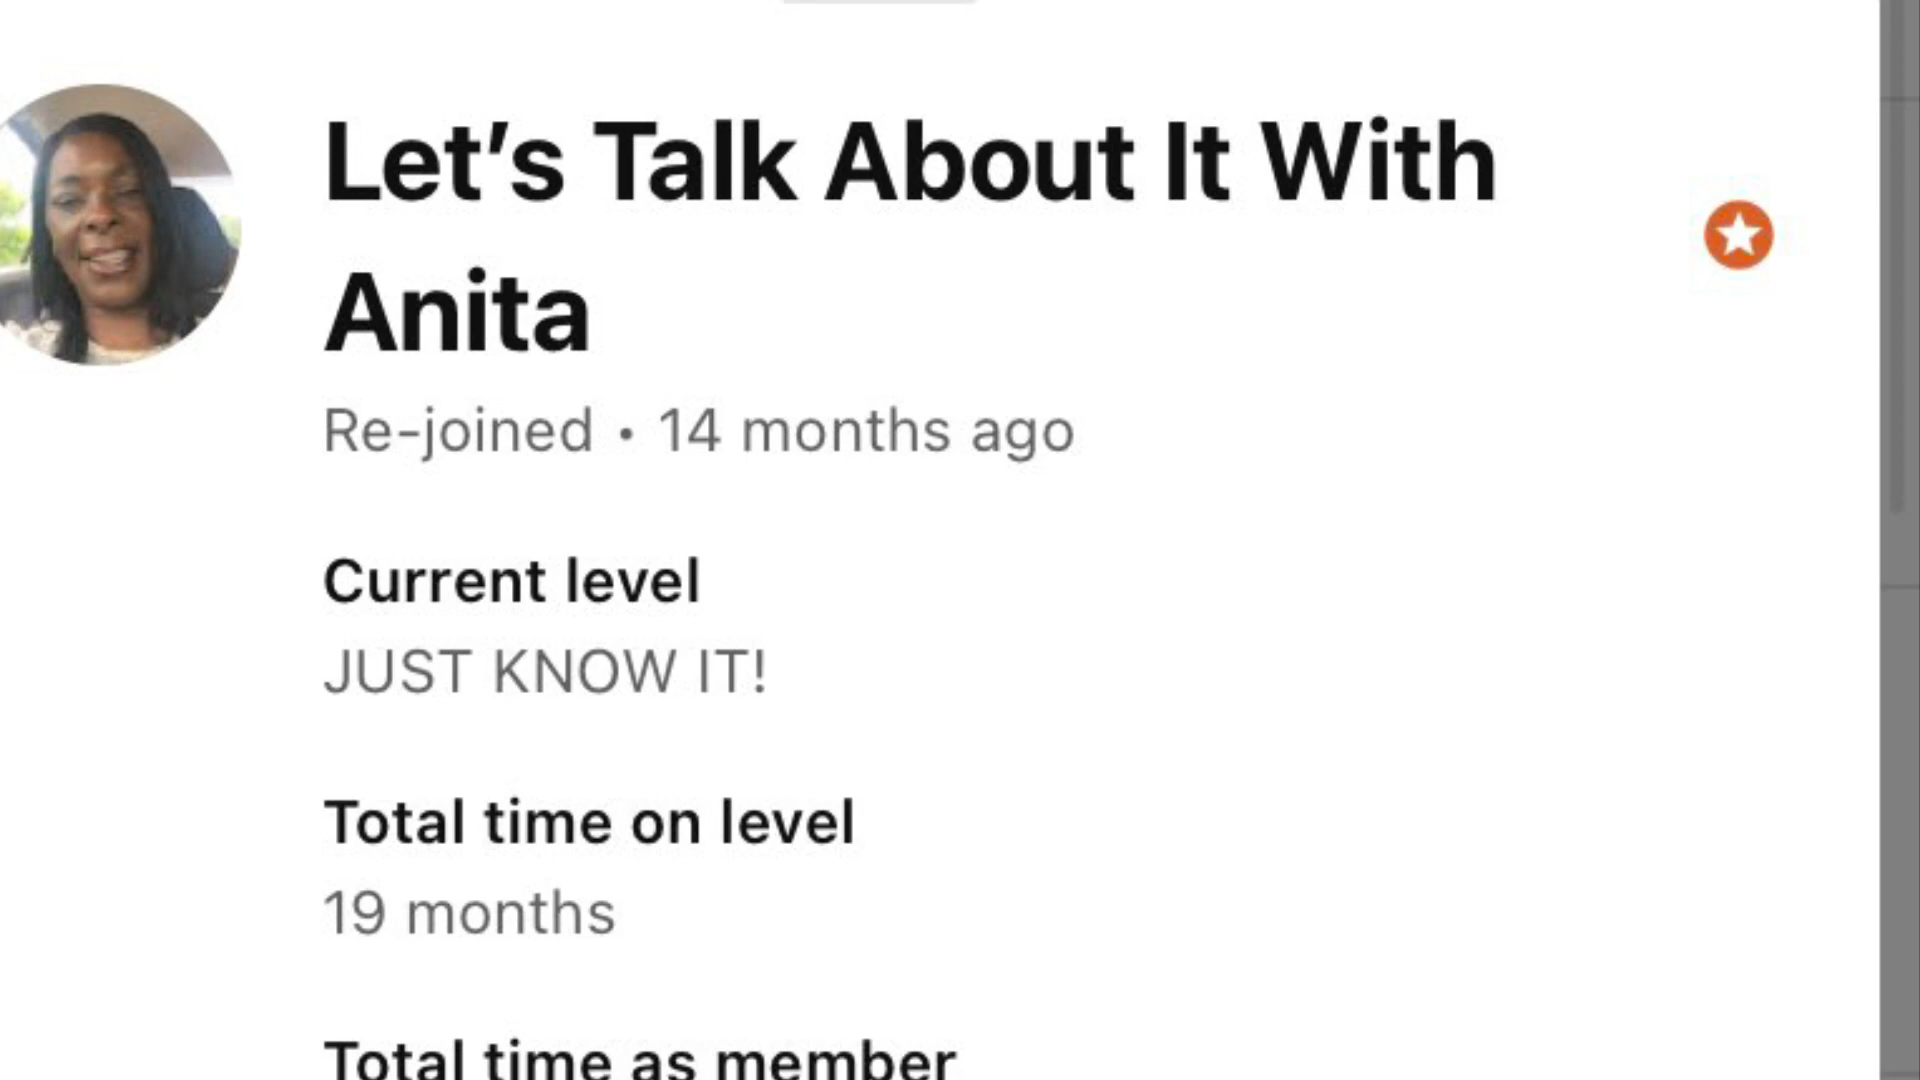 Let’s Talk About It With
Anita
Re-joined • 14 months ago
Current level
JUST KNOW IT!
Total time on level
19 months
Total time as member